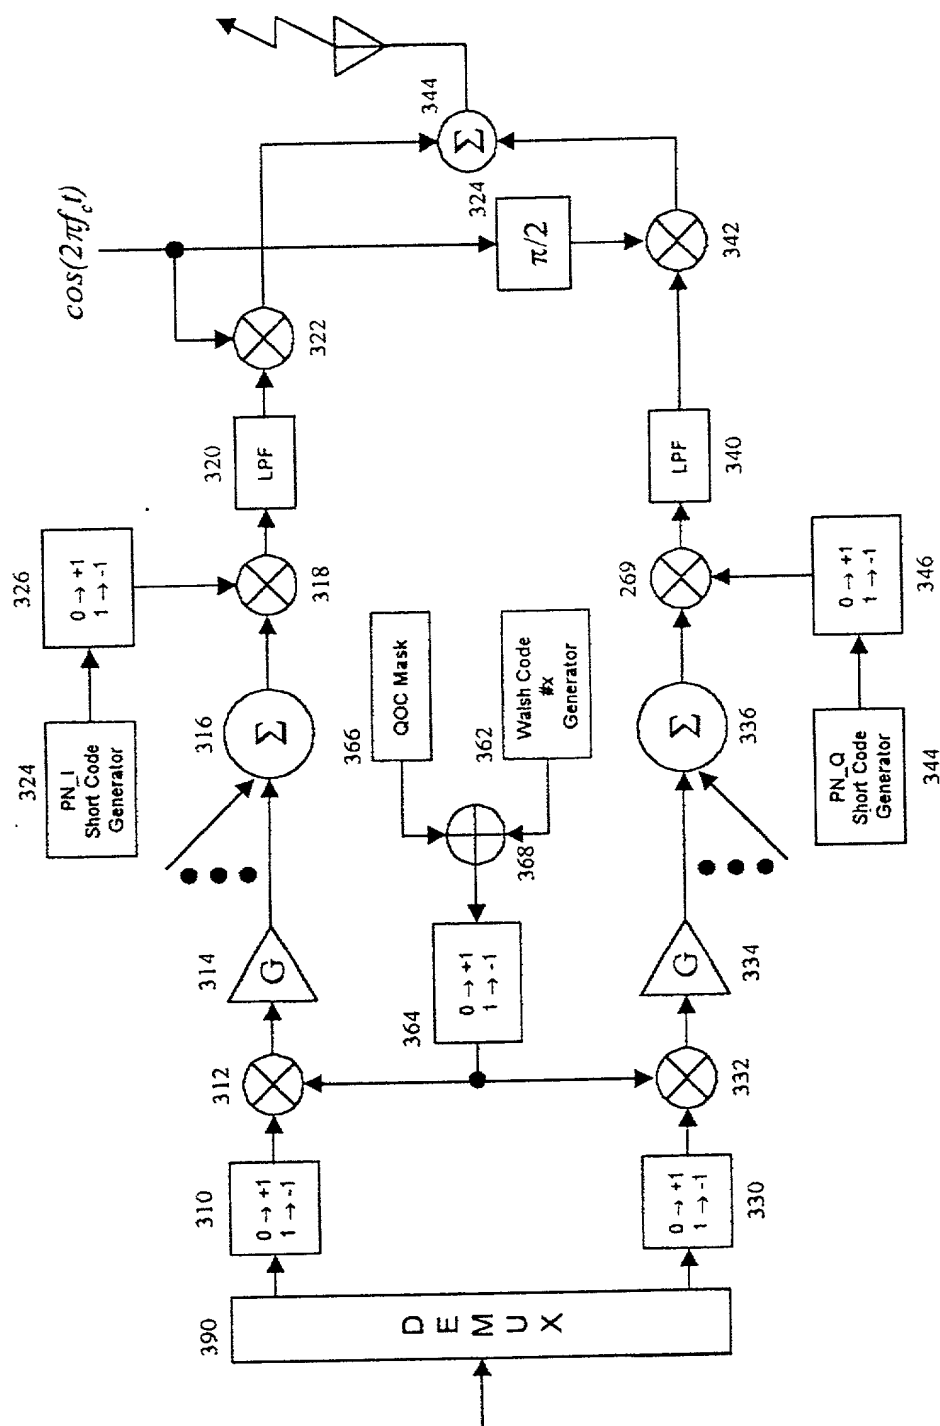 390
D
E
M
U
X
310
0 → +1
1 → -1
312
314
G
324
PN_I
Short Code
Generator
326
0 → +1
1 → -1
316
Σ
318
320
LPF
322
cos(2πf_c t)
364
0 → +1
1 → -1
366
QOC Mask
362
Walsh Code
#x
Generator
368
324
π/2
344
Σ
330
0 → +1
1 → -1
332
334
G
336
Σ
269
340
LPF
342
344
PN_Q
Short Code
Generator
346
0 → +1
1 → -1